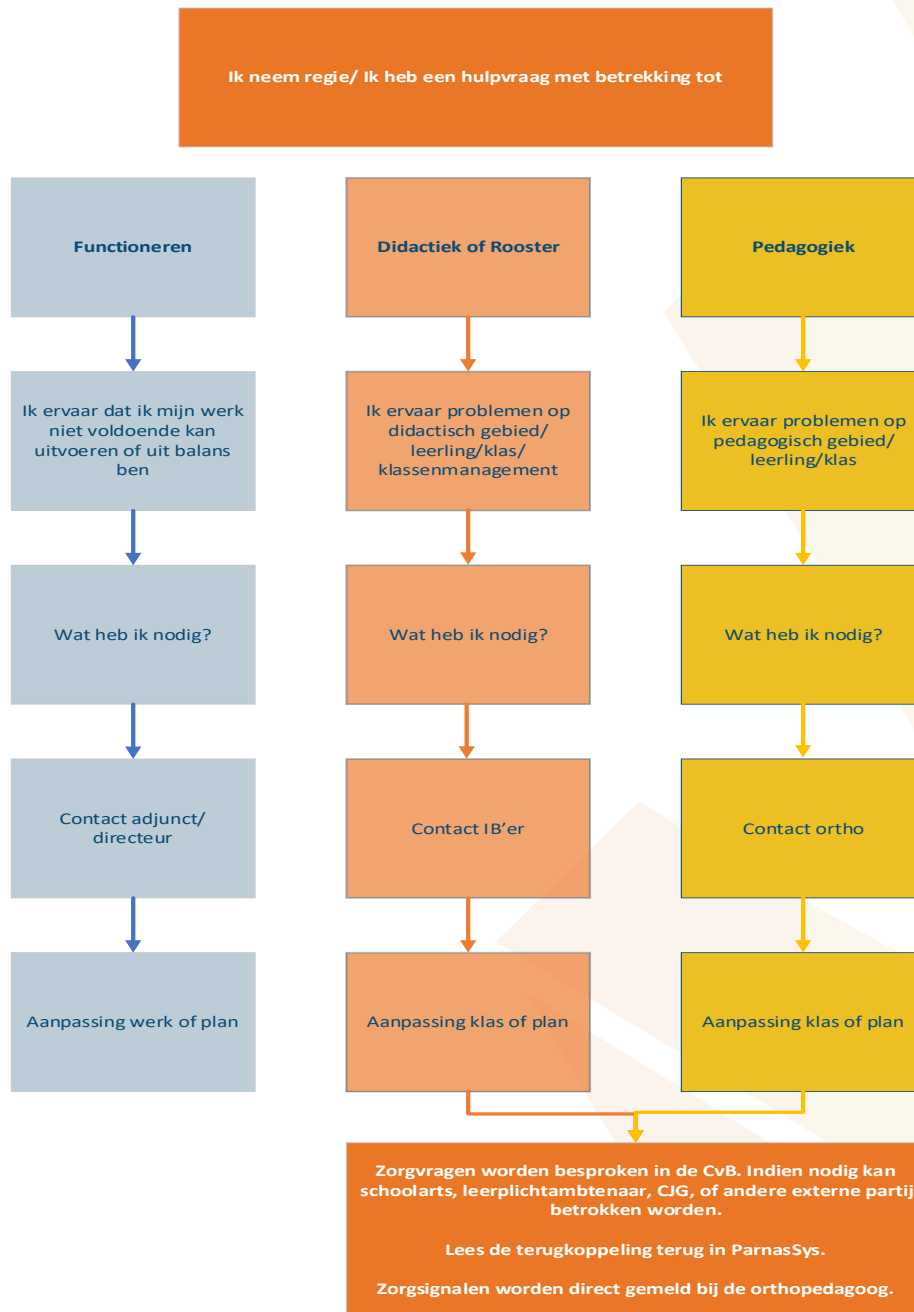 Ik neem regie/ Ik heb een hulpvraag met betrekking tot
Functioneren
Didactiek of Rooster
Pedagogiek
Ik ervaar dat ik mijn werk
niet voldoende kan
uitvoeren of uit balans
ben
Ik ervaar problemen op
didactisch gebied/
leerling/klas/
klassenmanagement
Ik ervaar problemen op
pedagogisch gebied/
leerling/klas
Wat heb ik nodig?
Wat heb ik nodig?
Wat heb ik nodig?
Contact adjunct/
directeur
Contact IB’er
Contact ortho
Aanpassing werk of plan
Aanpassing klas of plan
Aanpassing klas of plan
Zorgvragen worden besproken in de CvB. Indien nodig kan
schoolarts, leerplichtambtenaar, CJG, of andere externe partij
betrokken worden.
Lees de terugkoppeling terug in ParnasSys.
Zorgsignalen worden direct gemeld bij de orthopedagoog.